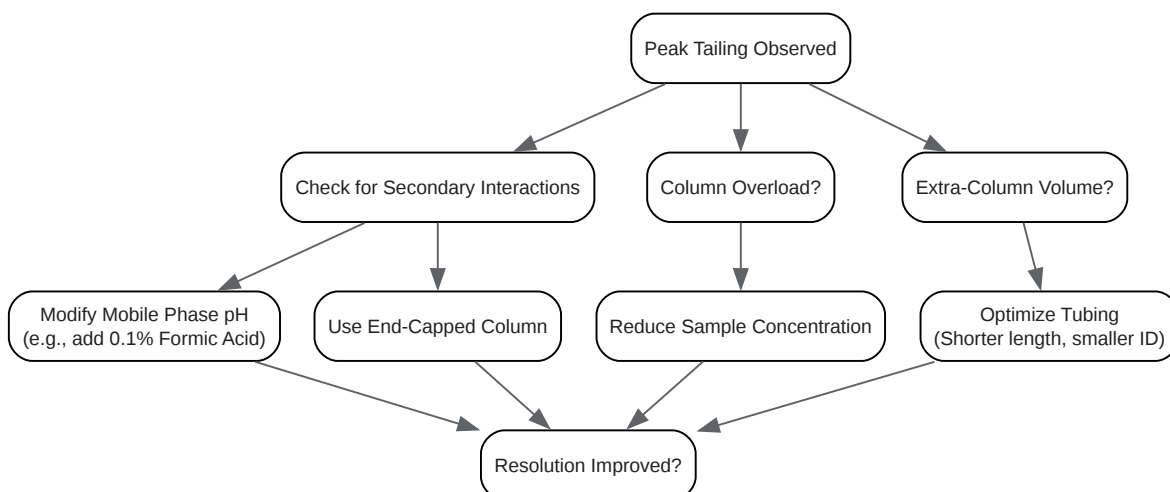 Peak Tailing Observed
Check for Secondary Interactions
Column Overload?
Extra-Column Volume?
Modify Mobile Phase pH
(e.g., add 0.1% Formic Acid)
Use End-Capped Column
Reduce Sample Concentration
Optimize Tubing
(Shorter length, smaller ID)
Resolution Improved?